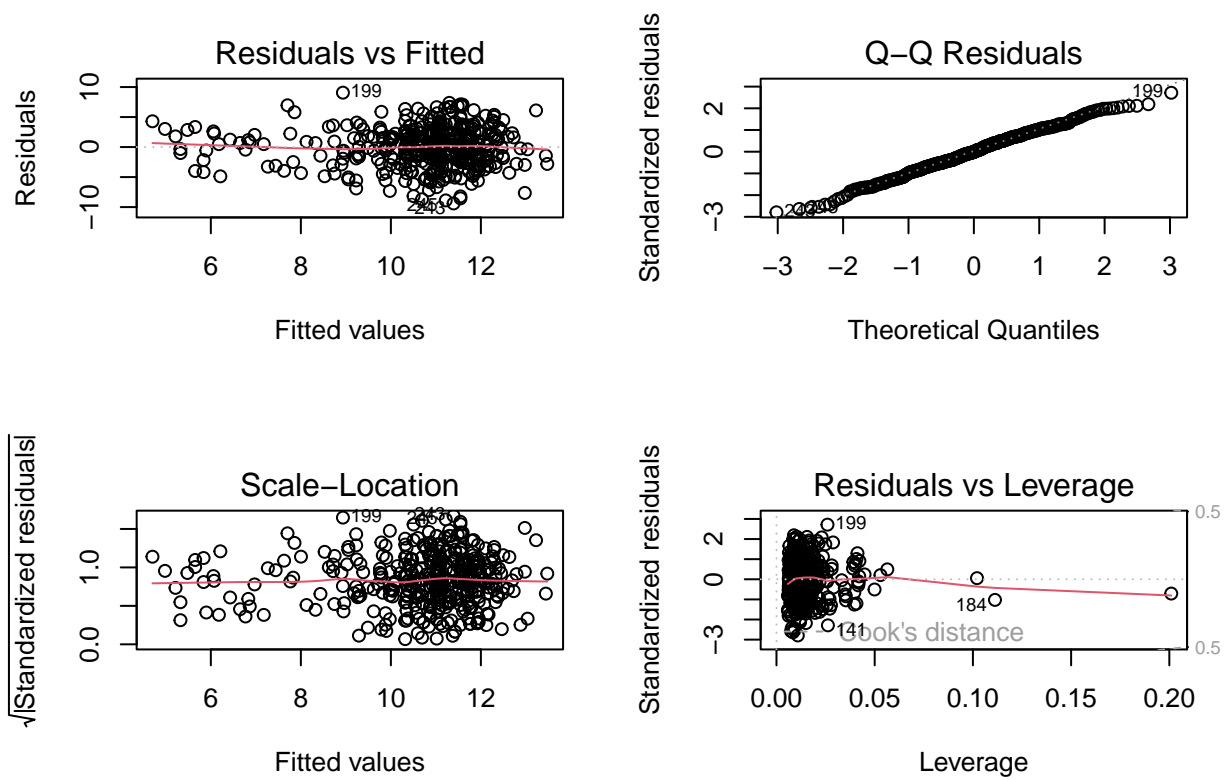 Residuals vs Fitted
Residuals
10
0
−10
199
243
6 8 10 12
Fitted values
Q−Q Residuals
Standardized residuals
2
0
−3
199
−3 −2 −1 0 1 2 3
Theoretical Quantiles
Scale−Location
√|Standardized residuals|
1.0
0.0
199
243
6 8 10 12
Fitted values
Residuals vs Leverage
Standardized residuals
2
0
−3
0.5
0.5
199
184
141
Cook's distance
0.00 0.05 0.10 0.15 0.20
Leverage